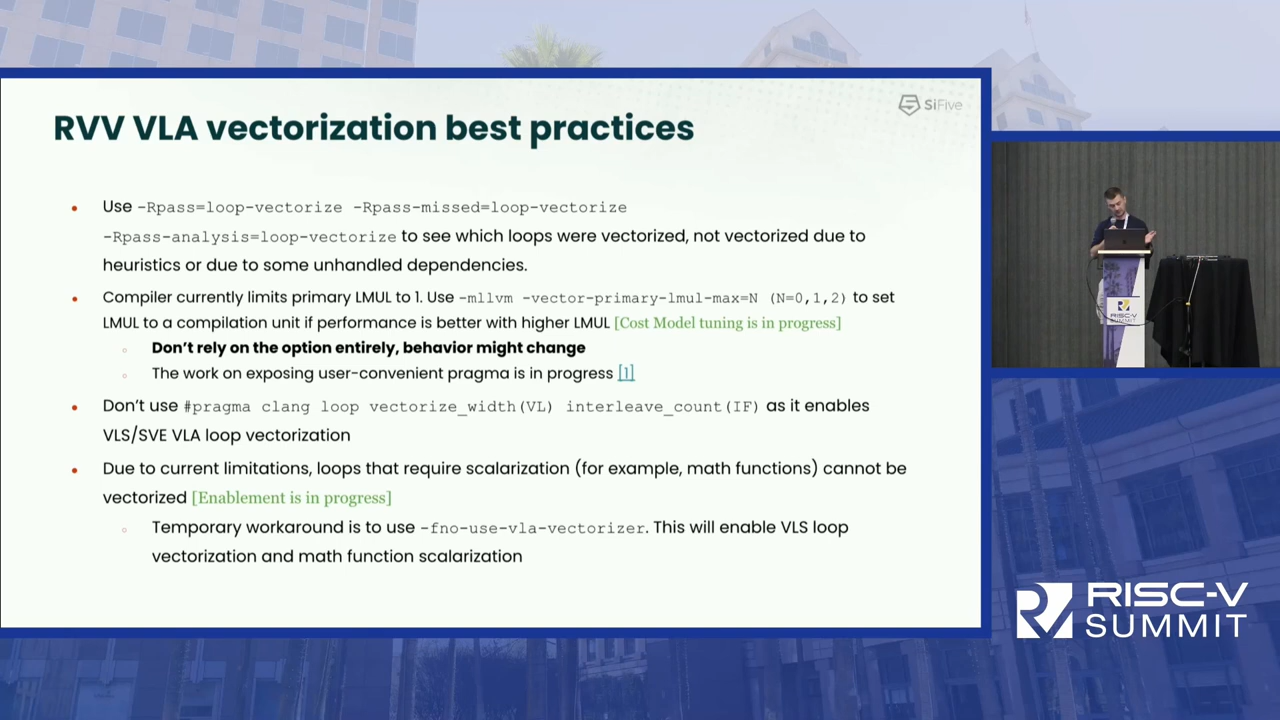 SiFive
RVV VLA vectorization best practices
• Use -Rpass=loop-vectorize -Rpass-missed=loop-vectorize
-Rpass-analysis=loop-vectorize to see which loops were vectorized, not vectorized due to
heuristics or due to some unhandled dependencies.
• Compiler currently limits primary LMUL to 1. Use -mllvm -vector-primary-lmul-max=N (N=0,1,2) to set
LMUL to a compilation unit if performance is better with higher LMUL [Cost Model tuning is in progress]
○ Don’t rely on the option entirely, behavior might change
○ The work on exposing user-convenient pragma is in progress [1]
• Don’t use #pragma clang loop vectorize_width(VL) interleave_count(IF) as it enables
VLS/SVE VLA loop vectorization
• Due to current limitations, loops that require scalarization (for example, math functions) cannot be
vectorized [Enablement is in progress]
○ Temporary workaround is to use -fno-use-vla-vectorizer. This will enable VLS loop
vectorization and math function scalarization
RISC-V
SUMMIT
RISC-V
SUMMIT